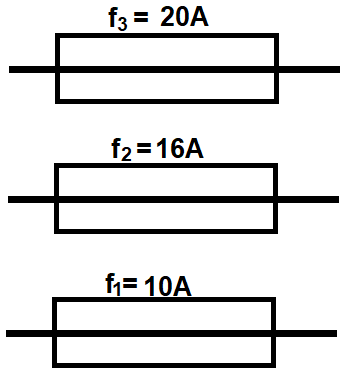 f₃ = 20A
f₂ = 16A
f₁= 10A